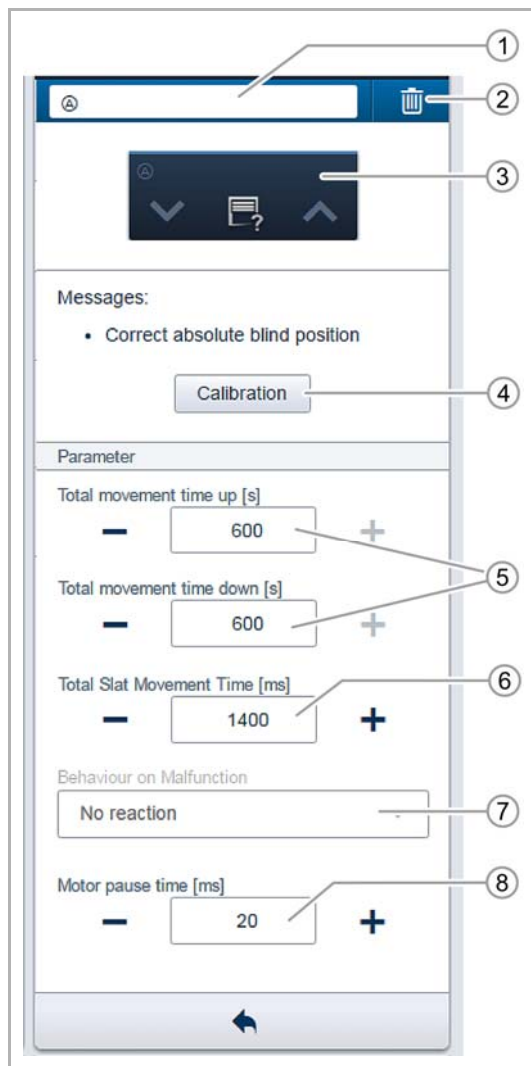 1
Ⓐ
2
Ⓐ
3
?
Messages:
• Correct absolute blind position
Calibration
4
Parameter
Total movement time up [s]
− 600 +
5
Total movement time down [s]
− 600 +
Total Slat Movement Time [ms]
6
− 1400 +
Behaviour on Malfunction
No reaction
7
Motor pause time [ms]
8
− 20 +